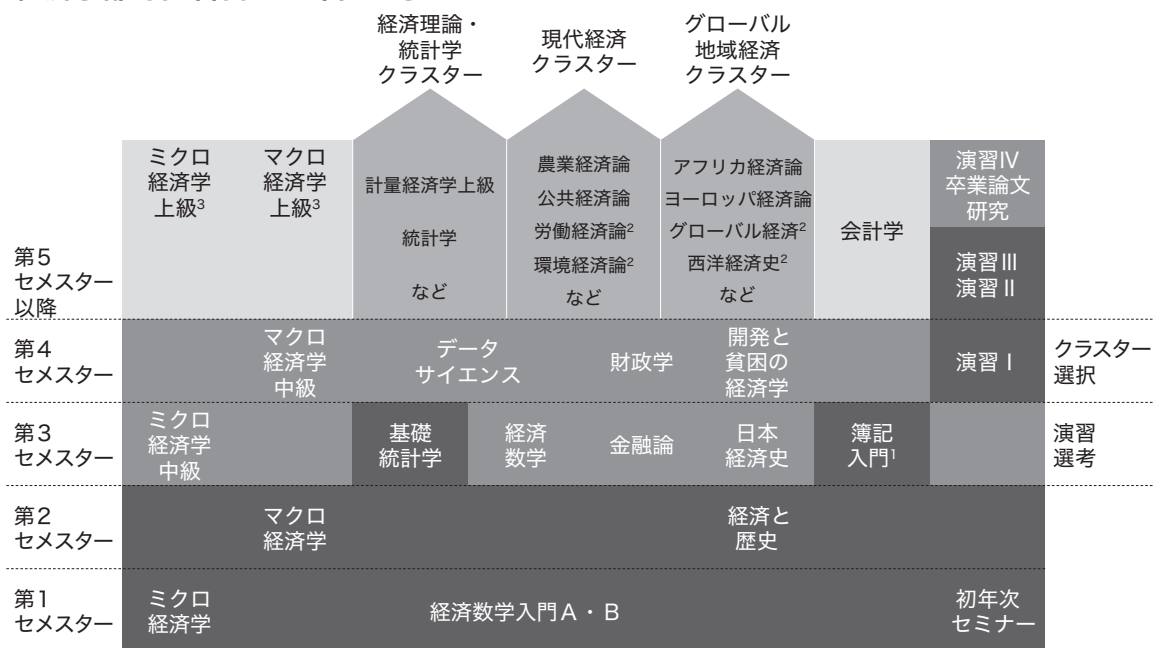 経済理論・
統計学
クラスター
現代経済
クラスター
グローバル
地域経済
クラスター
第5
セメスター
以降
ミクロ
経済学
上級3
マクロ
経済学
上級3
計量経済学上級
統計学
など
農業経済論
公共経済論
労働経済論2
環境経済論2
など
アフリカ経済論
ヨーロッパ経済論
グローバル経済2
西洋経済史2
など
会計学
演習Ⅳ
卒業論文
研究
演習Ⅲ
演習Ⅱ
第4
セメスター
マクロ
経済学
中級
データ
サイエンス
財政学
開発と
貧困の
経済学
演習Ⅰ
クラスター
選択
第3
セメスター
ミクロ
経済学
中級
基礎
統計学
経済
数学
金融論
日本
経済史
簿記
入門1
演習
選考
第2
セメスター
マクロ
経済学
経済と
歴史
第1
セメスター
ミクロ
経済学
経済数学入門A・B
初年次
セミナー